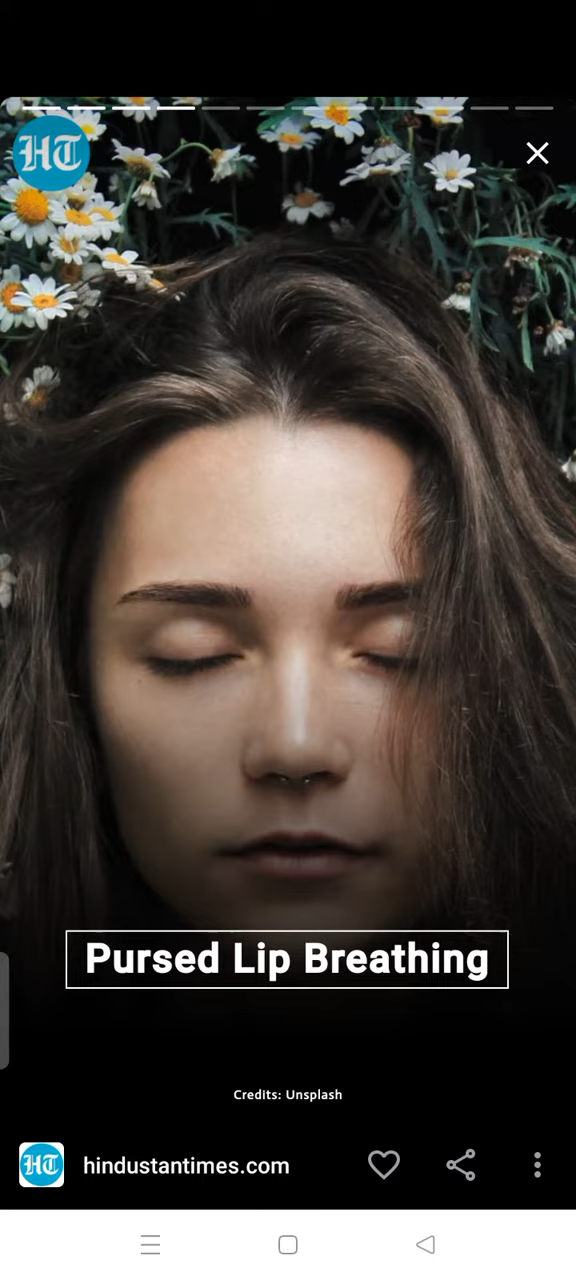 HT
Pursed Lip Breathing
Credits: Unsplash
HT
hindustantimes.com